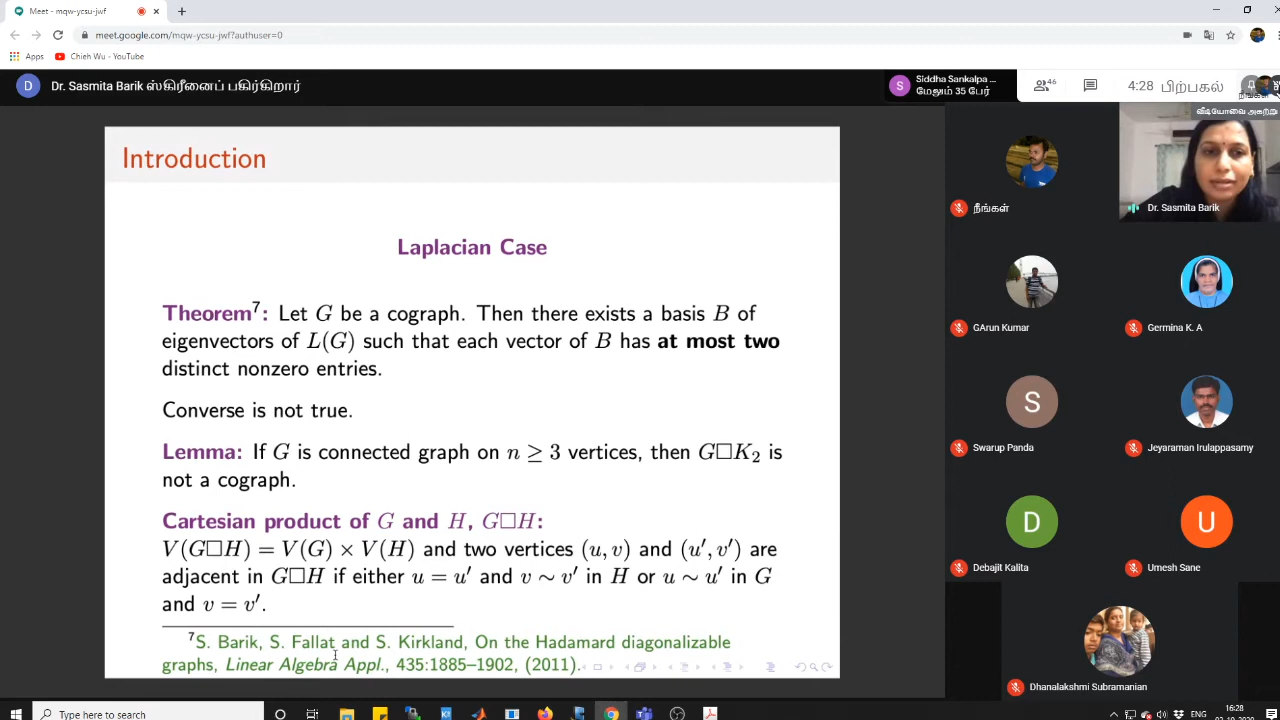 Meet - mqw-ycsu-jwf
meet.google.com/mqw-ycsu-jwf?authuser=0
Apps
Chieh Wu - YouTube
D
Dr. Sasmita Barik ஸ்கிரீனைப் பகிர்கிறார்
S
Siddha Sankalpa ...
மேலும் 35 பேர்
46
4:28 பிற்பகல்
நீங்கள்
வீடியோவை அகற்று
Introduction
Laplacian Case
Theorem⁷: Let G be a cograph. Then there exists a basis B of
eigenvectors of L(G) such that each vector of B has at most two
distinct nonzero entries.
Converse is not true.
Lemma: If G is connected graph on n ≥ 3 vertices, then G□K₂ is
not a cograph.
Cartesian product of G and H, G□H:
V(G□H) = V(G) × V(H) and two vertices (u, v) and (u′, v′) are
adjacent in G□H if either u = u′ and v ∼ v′ in H or u ∼ u′ in G
and v = v′.
⁷S. Barik, S. Fallat and S. Kirkland, On the Hadamard diagonalizable
graphs, Linear Algebra Appl., 435:1885–1902, (2011).
நீங்கள்
Dr. Sasmita Barik
GArun Kumar
Germina K. A
S
Swarup Panda
Jeyaraman Irulappasamy
D
Debajit Kalita
U
Umesh Sane
Dhanalakshmi Subramanian
Type here to search
16:28